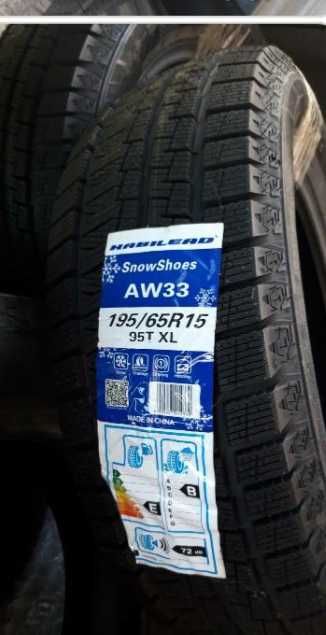 HABILEAD
SnowShoes
AW33
195/65R15
95T XL
MADE IN CHINA
B
E
72 dB